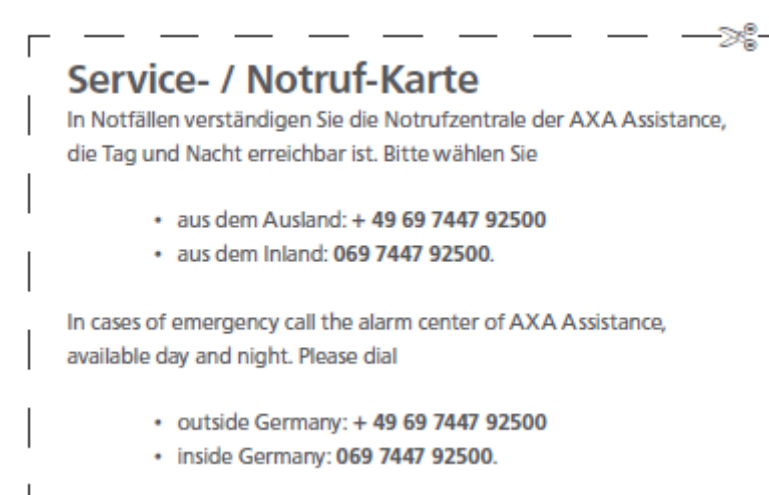 Service- / Notruf-Karte
In Notfällen verständigen Sie die Notrufzentrale der AXA Assistance,
die Tag und Nacht erreichbar ist. Bitte wählen Sie
• aus dem Ausland: + 49 69 7447 92500
• aus dem Inland: 069 7447 92500.
In cases of emergency call the alarm center of AXA Assistance,
available day and night. Please dial
• outside Germany: + 49 69 7447 92500
• inside Germany: 069 7447 92500.